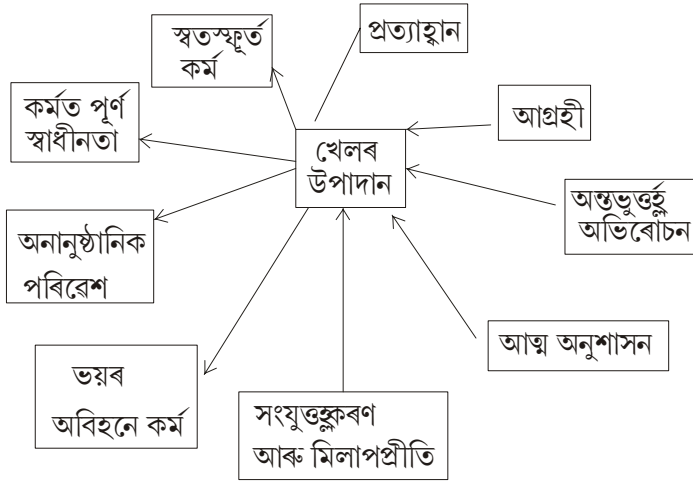 স্বতস্ফূৰ্ত
কৰ্ম
প্ৰত্যাহ্বান
কৰ্মত পূৰ্ণ
স্বাধীনতা
আগ্ৰহী
খেলৰ
উপাদান
অন্তভুৰ্ত্ত
অভিৰোচন
অনানুষ্ঠানিক
পৰিৱেশ
আত্ম অনুশাসন
ভয়ৰ
অবিহনে কৰ্ম
আৰু মিলাপপ্ৰীতি